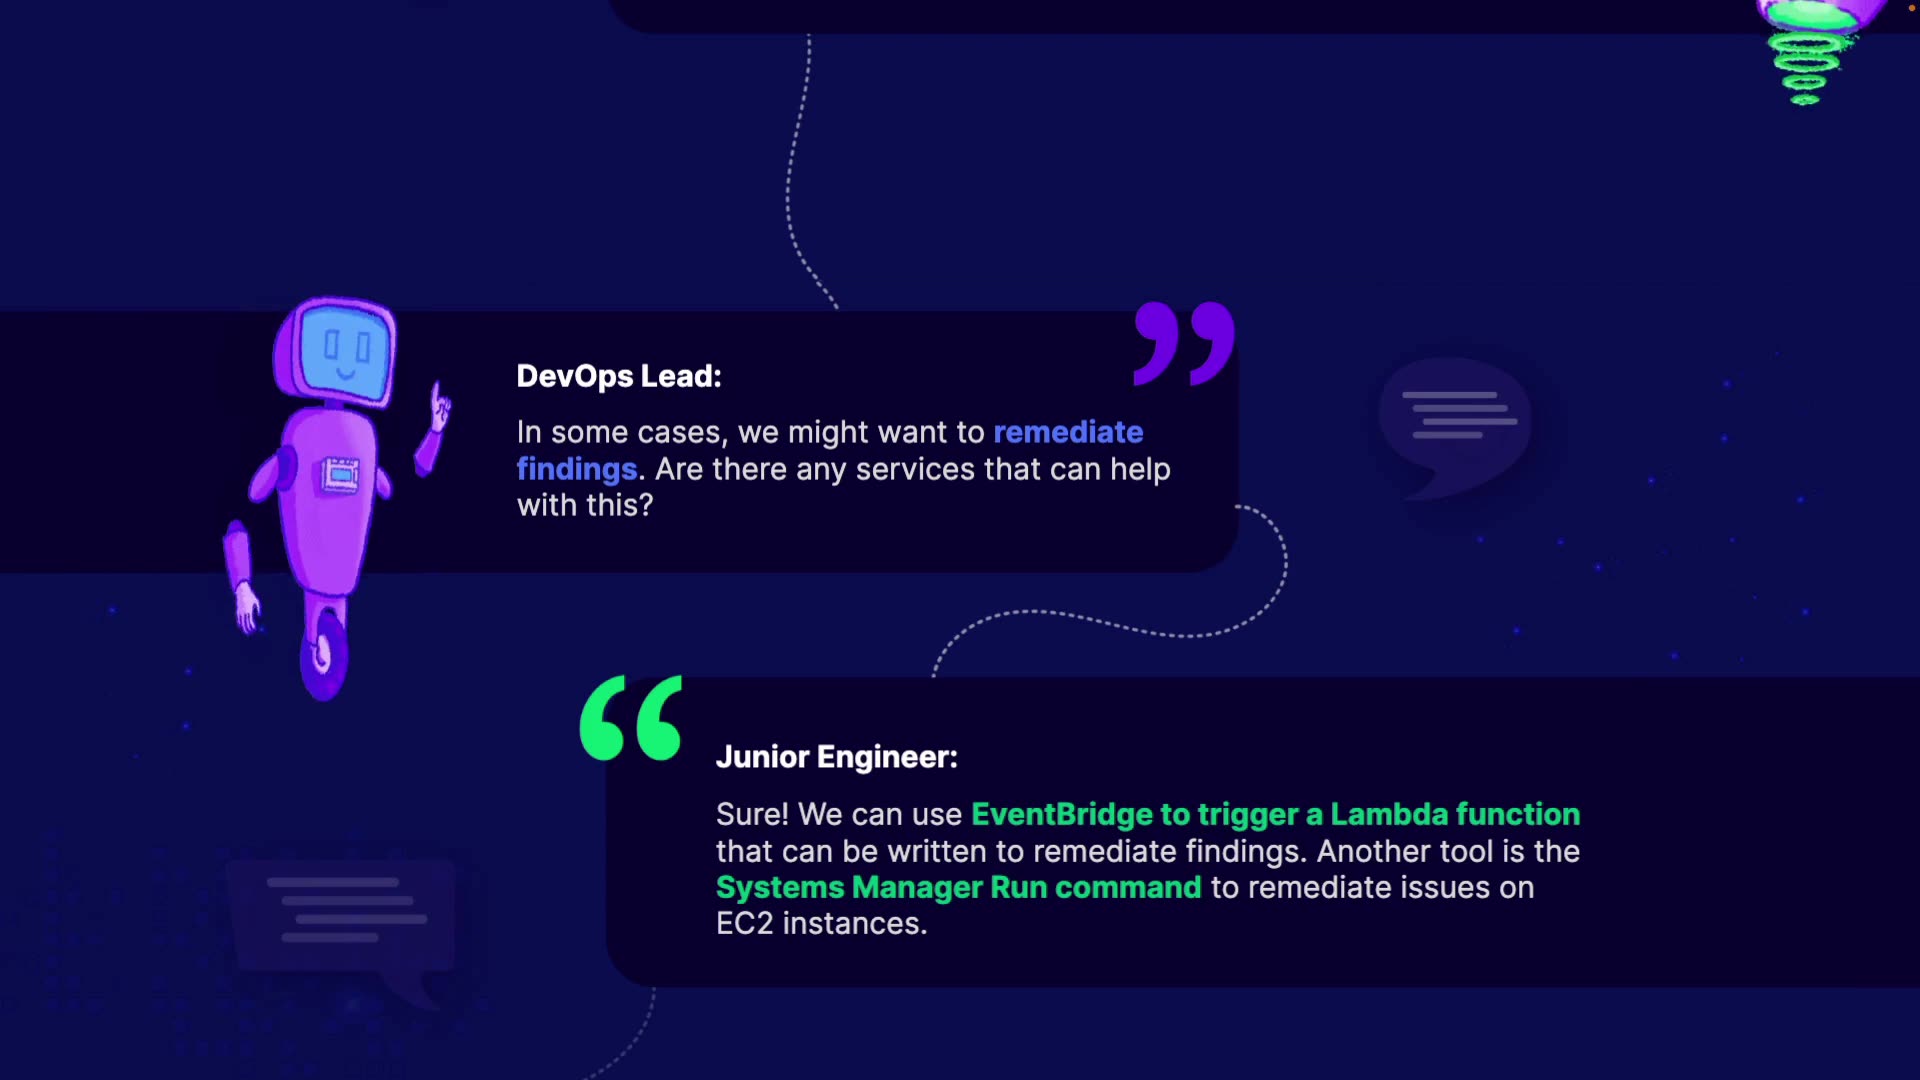 DevOps Lead:
In some cases, we might want to remediate
findings. Are there any services that can help
with this?
Junior Engineer:
Sure! We can use EventBridge to trigger a Lambda function
that can be written to remediate findings. Another tool is the
Systems Manager Run command to remediate issues on
EC2 instances.